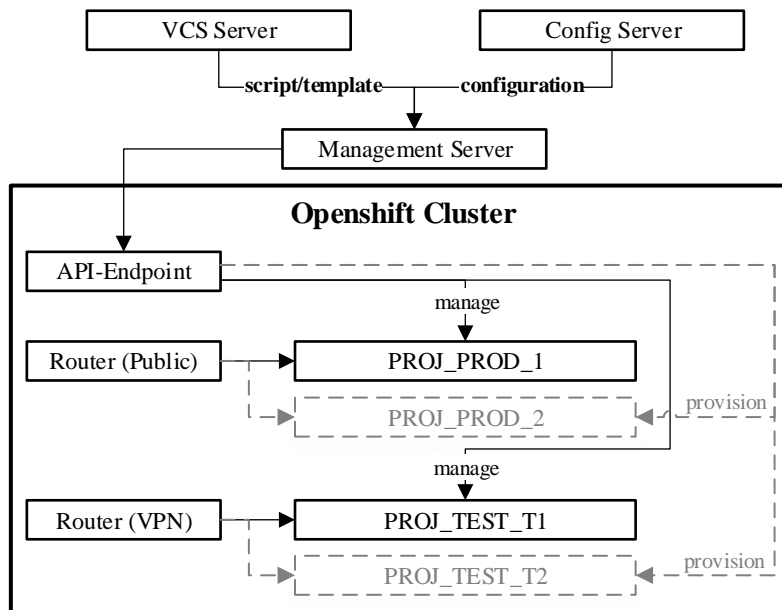 VCS Server
Config Server
script/template
configuration
Management Server
Openshift Cluster
API-Endpoint
manage
Router (Public)
PROJ_PROD_1
PROJ_PROD_2
provision
manage
Router (VPN)
PROJ_TEST_T1
PROJ_TEST_T2
provision